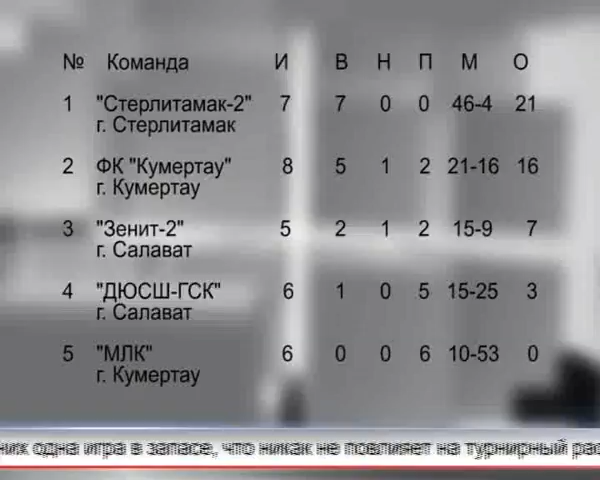 № Команда И В Н П М О
1 "Стерлитамак-2" 7 7 0 0 46-4 21
г. Стерлитамак
2 ФК "Кумертау" 8 5 1 2 21-16 16
г. Кумертау
3 "Зенит-2" 5 2 1 2 15-9 7
г. Салават
4 "ДЮСШ-ГСК" 6 1 0 5 15-25 3
г. Салават
5 "МЛК" 6 0 0 6 10-53 0
г. Кумертау
них одна игра в запасе, что никак не повлияет на турнирный рас